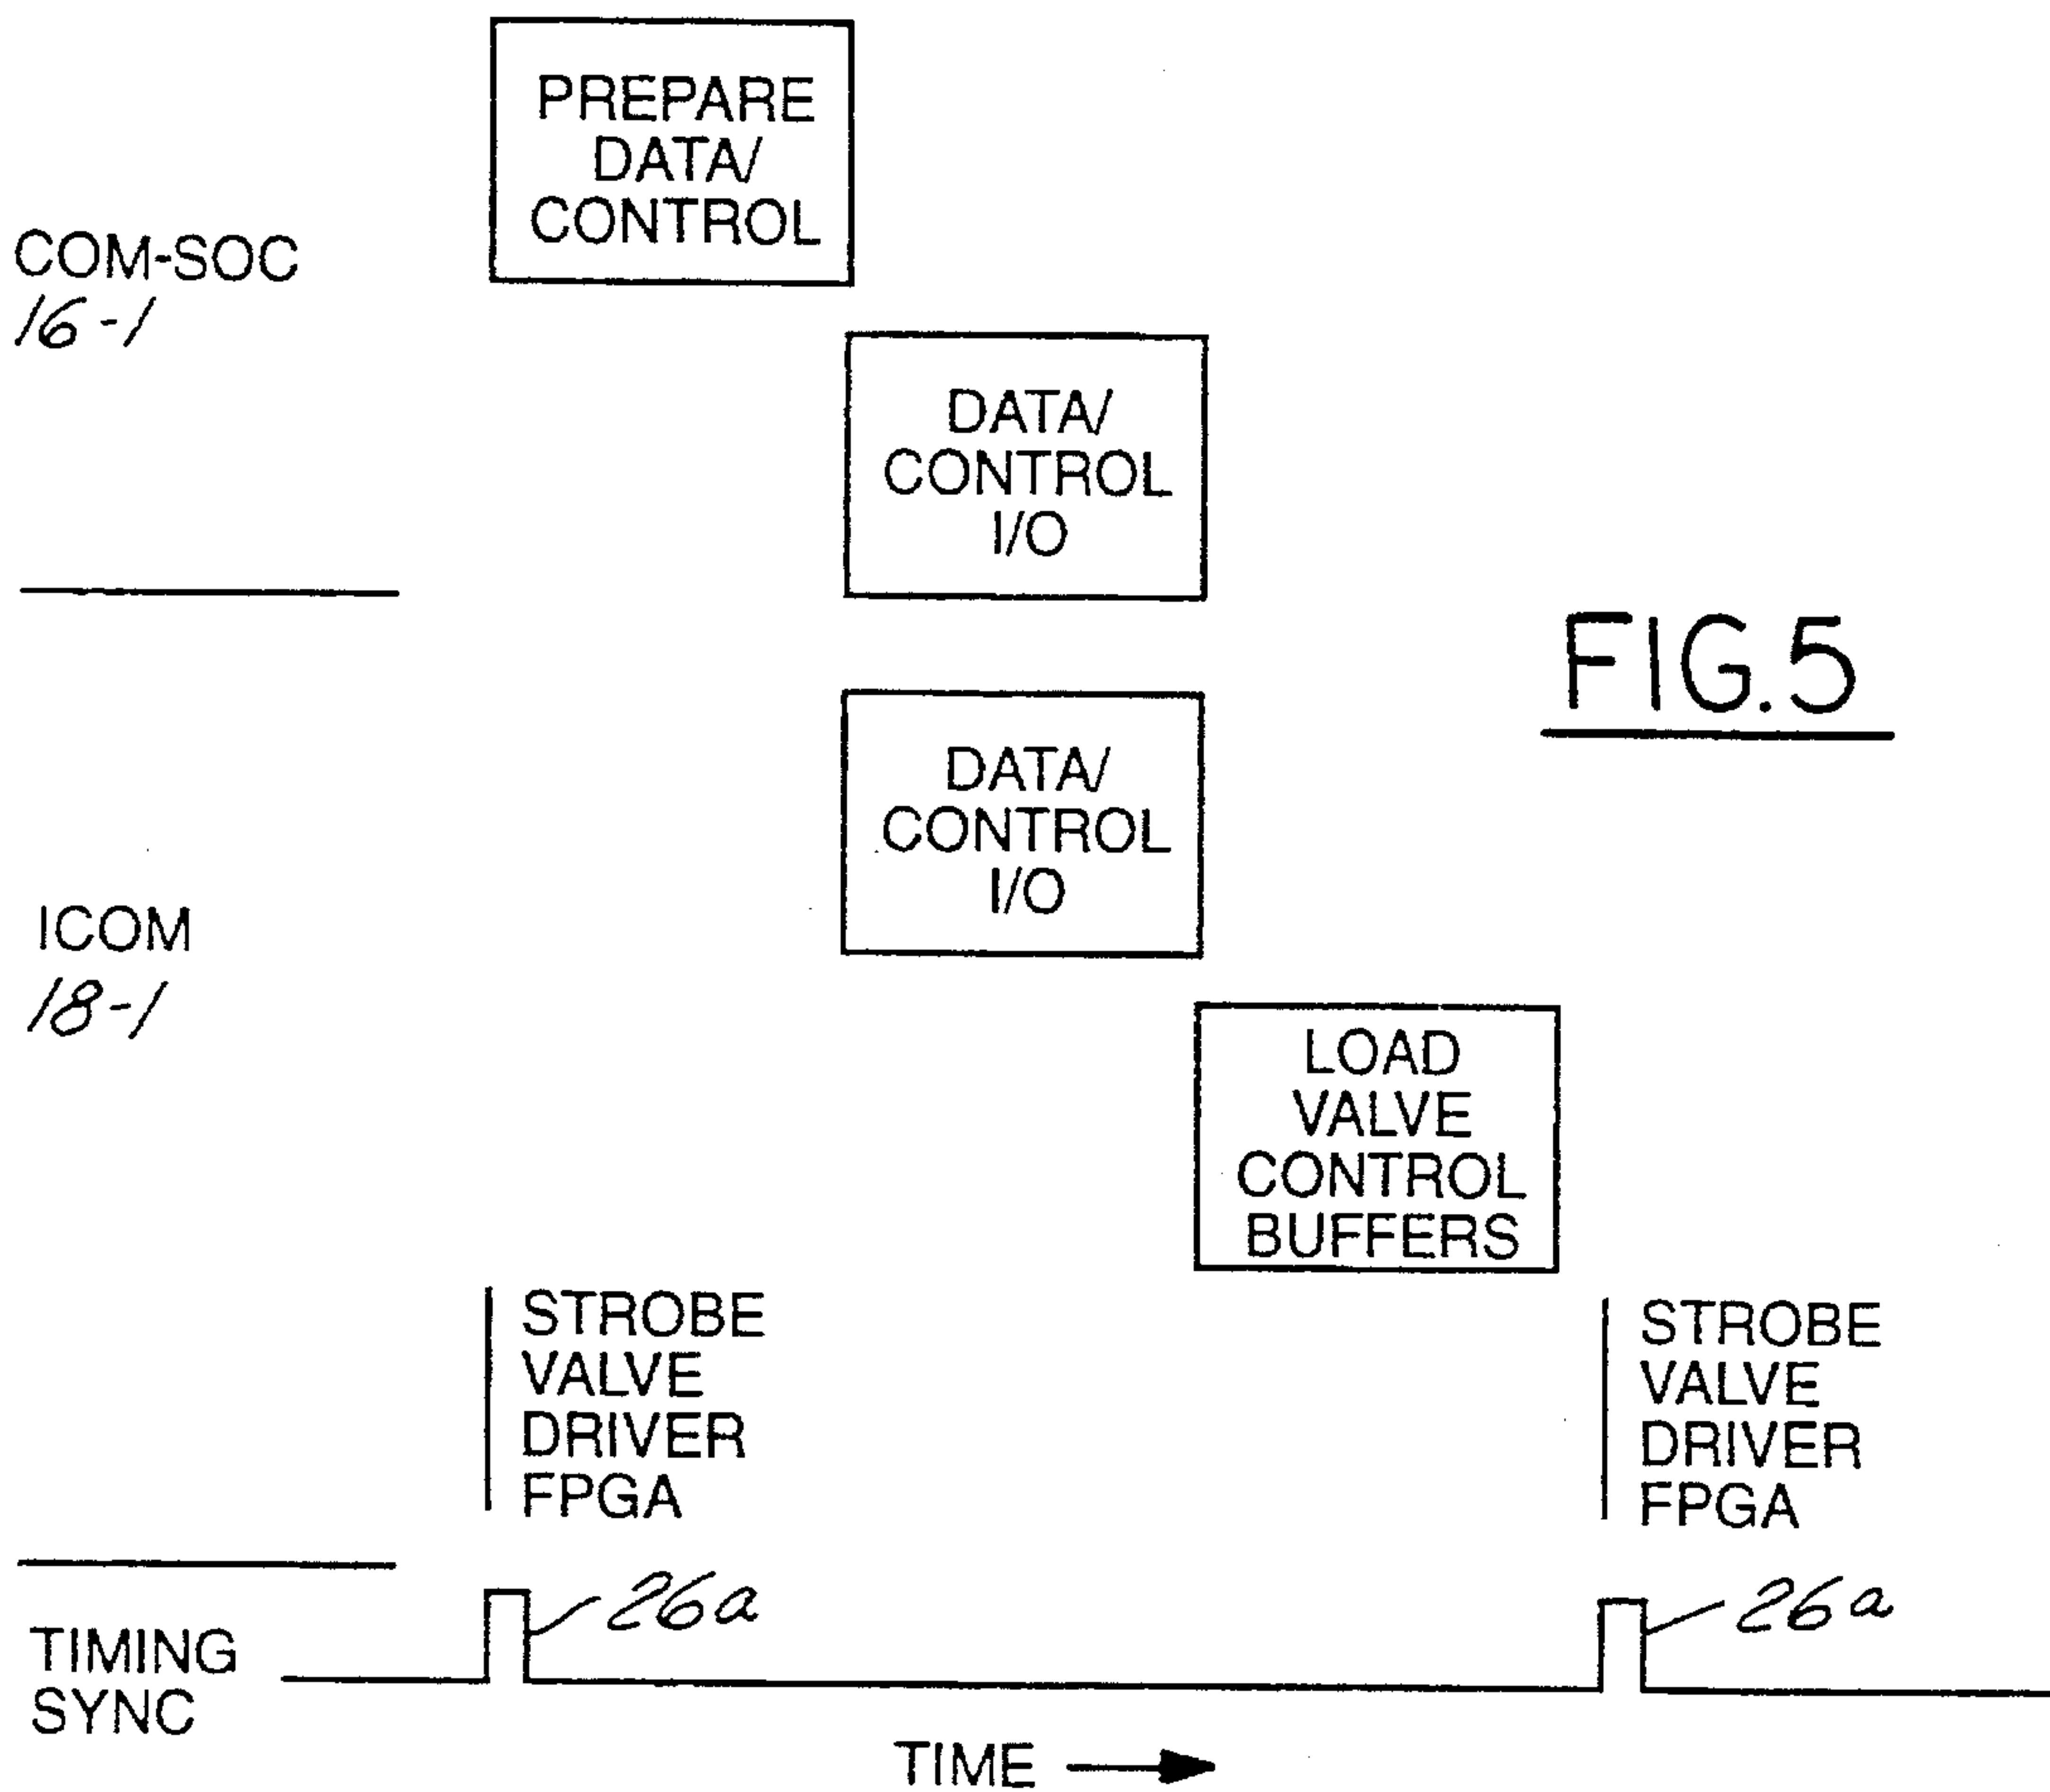 PREPARE
DATA/
CONTROL
COM-SOC
16-1
DATA/
CONTROL
I/O
FIG.5
DATA/
CONTROL
I/O
ICOM
18-1
LOAD
VALVE
CONTROL
BUFFERS
STROBE
VALVE
DRIVER
FPGA
STROBE
VALVE
DRIVER
FPGA
26a
26a
TIMING
SYNC
TIME